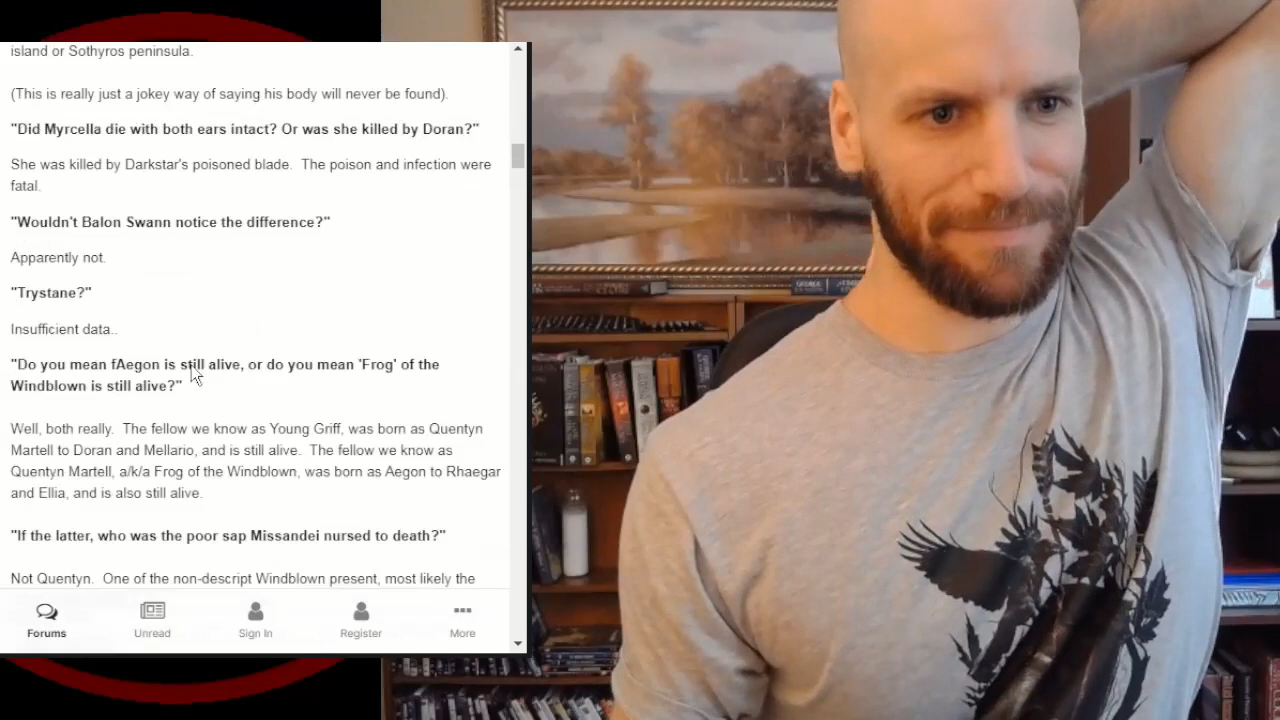 island or Sothyros peninsula.
(This is really just a jokey way of saying his body will never be found).
"Did Myrcella die with both ears intact? Or was she killed by Doran?"
She was killed by Darkstar's poisoned blade. The poison and infection were
fatal.
"Wouldn't Balon Swann notice the difference?"
Apparently not.
"Trystane?"
Insufficient data..
"Do you mean fAegon is still alive, or do you mean 'Frog' of the
Windblown is still alive?"
Well, both really. The fellow we know as Young Griff, was born as Quentyn
Martell to Doran and Mellario, and is still alive. The fellow we know as
Quentyn Martell, a/k/a Frog of the Windblown, was born as Aegon to Rhaegar
and Ellia, and is also still alive.
"If the latter, who was the poor sap Missandei nursed to death?"
Not Quentyn. One of the non-descript Windblown present, most likely the
Forums
Unread
Sign In
Register
More